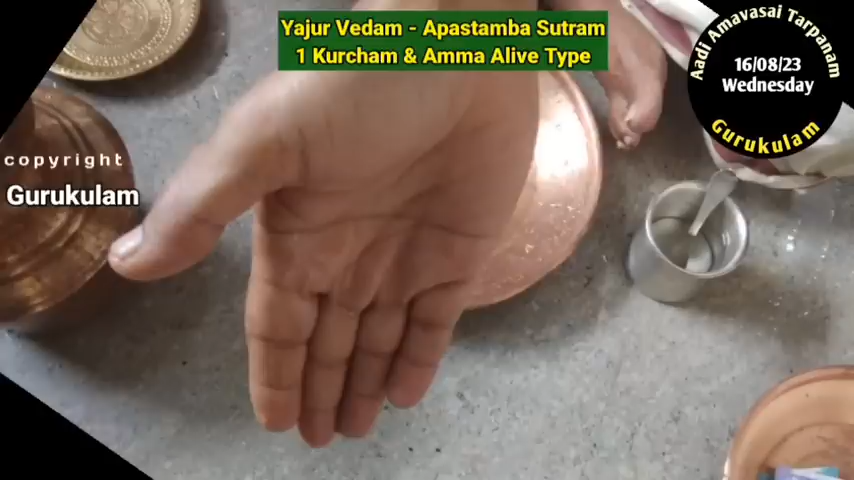 Yajur Vedam - Apastamba Sutram
1 Kurcham & Amma Alive Type
Aadi Amavasai Tarpanam
16/08/23
Wednesday
Gurukulam
copyright
Gurukulam